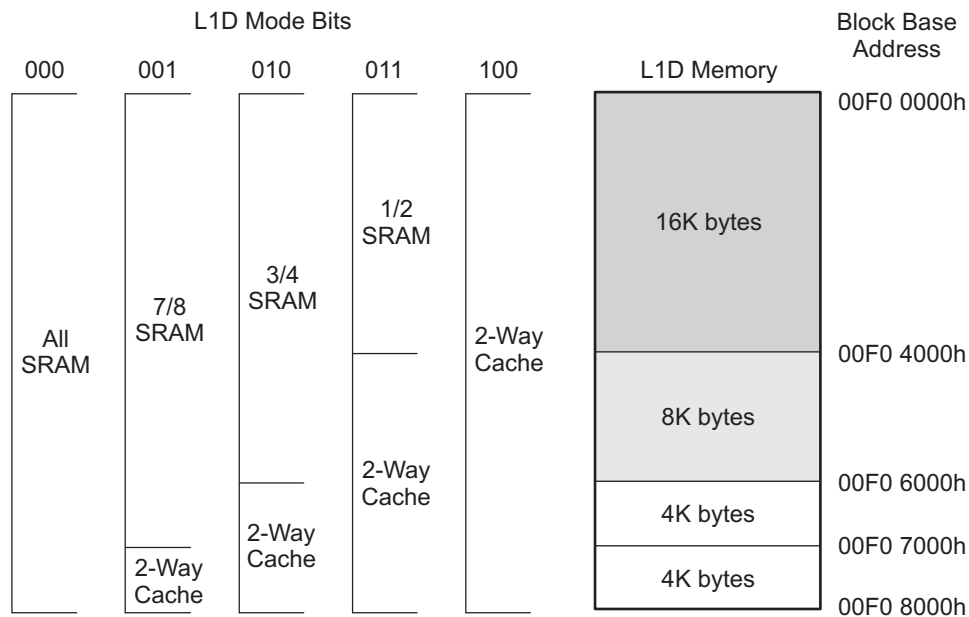 L1D Mode Bits
000 001 010 011 100
All
SRAM
7/8
SRAM
2-Way
Cache
3/4
SRAM
2-Way
Cache
1/2
SRAM
2-Way
Cache
2-Way
Cache
L1D Memory
16K bytes
8K bytes
4K bytes
4K bytes
Block Base
Address
00F0 0000h
00F0 4000h
00F0 6000h
00F0 7000h
00F0 8000h